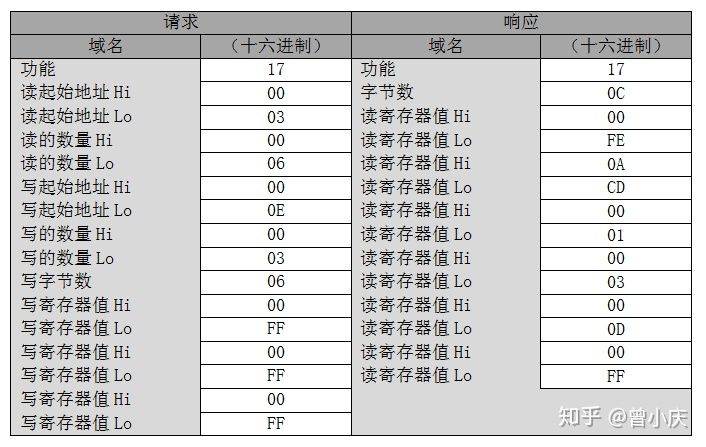 请求 响应
域名 （十六进制） 域名 （十六进制）
功能 17 功能 17
读起始地址 Hi 00 字节数 0C
读起始地址 Lo 03 读寄存器值 Hi 00
读的数量 Hi 00 读寄存器值 Lo FE
读的数量 Lo 06 读寄存器值 Hi 0A
写起始地址 Hi 00 读寄存器值 Lo CD
写起始地址 Lo 0E 读寄存器值 Hi 00
写的数量 Hi 00 读寄存器值 Lo 01
写的数量 Lo 03 读寄存器值 Hi 00
写字节数 06 读寄存器值 Lo 03
写寄存器值 Hi 00 读寄存器值 Hi 00
写寄存器值 Lo FF 读寄存器值 Lo 0D
写寄存器值 Hi 00 读寄存器值 Hi 00
写寄存器值 Lo FF 读寄存器值 Lo FF
写寄存器值 Hi 00
写寄存器值 Lo FF
知乎 @曾小庆